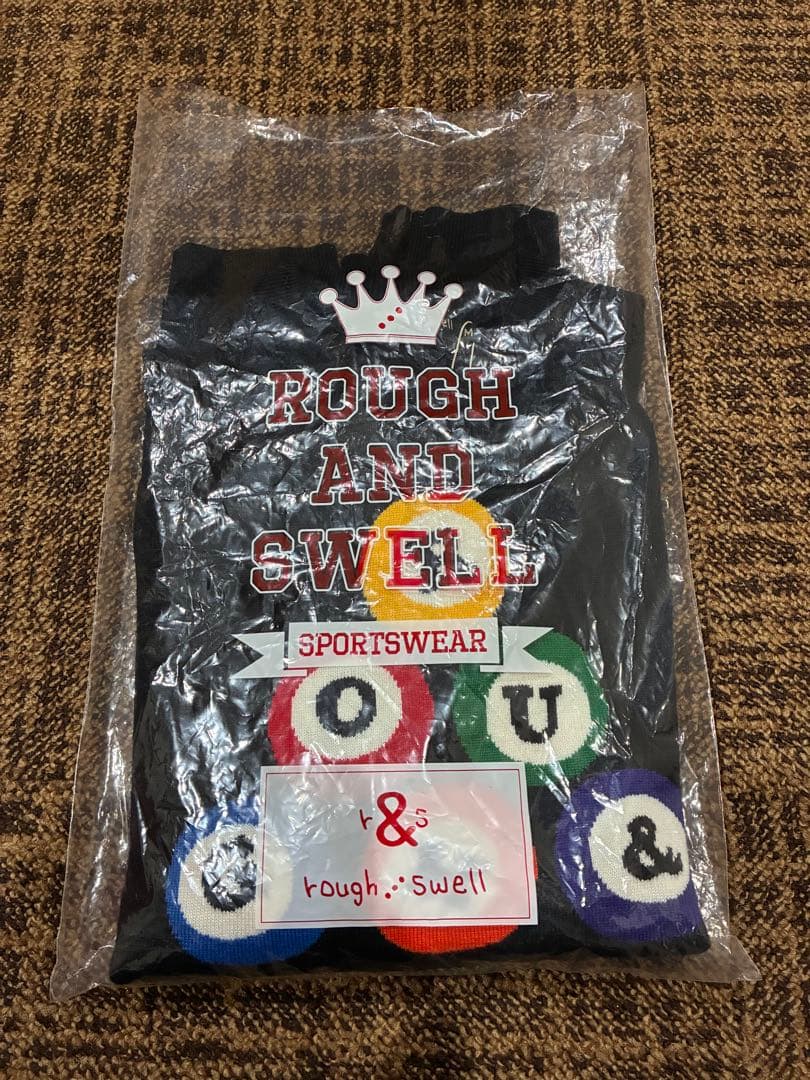 ROUGH
AND
SWELL
SPORTSWEAR
O
U
&
G
r&s
rough swell